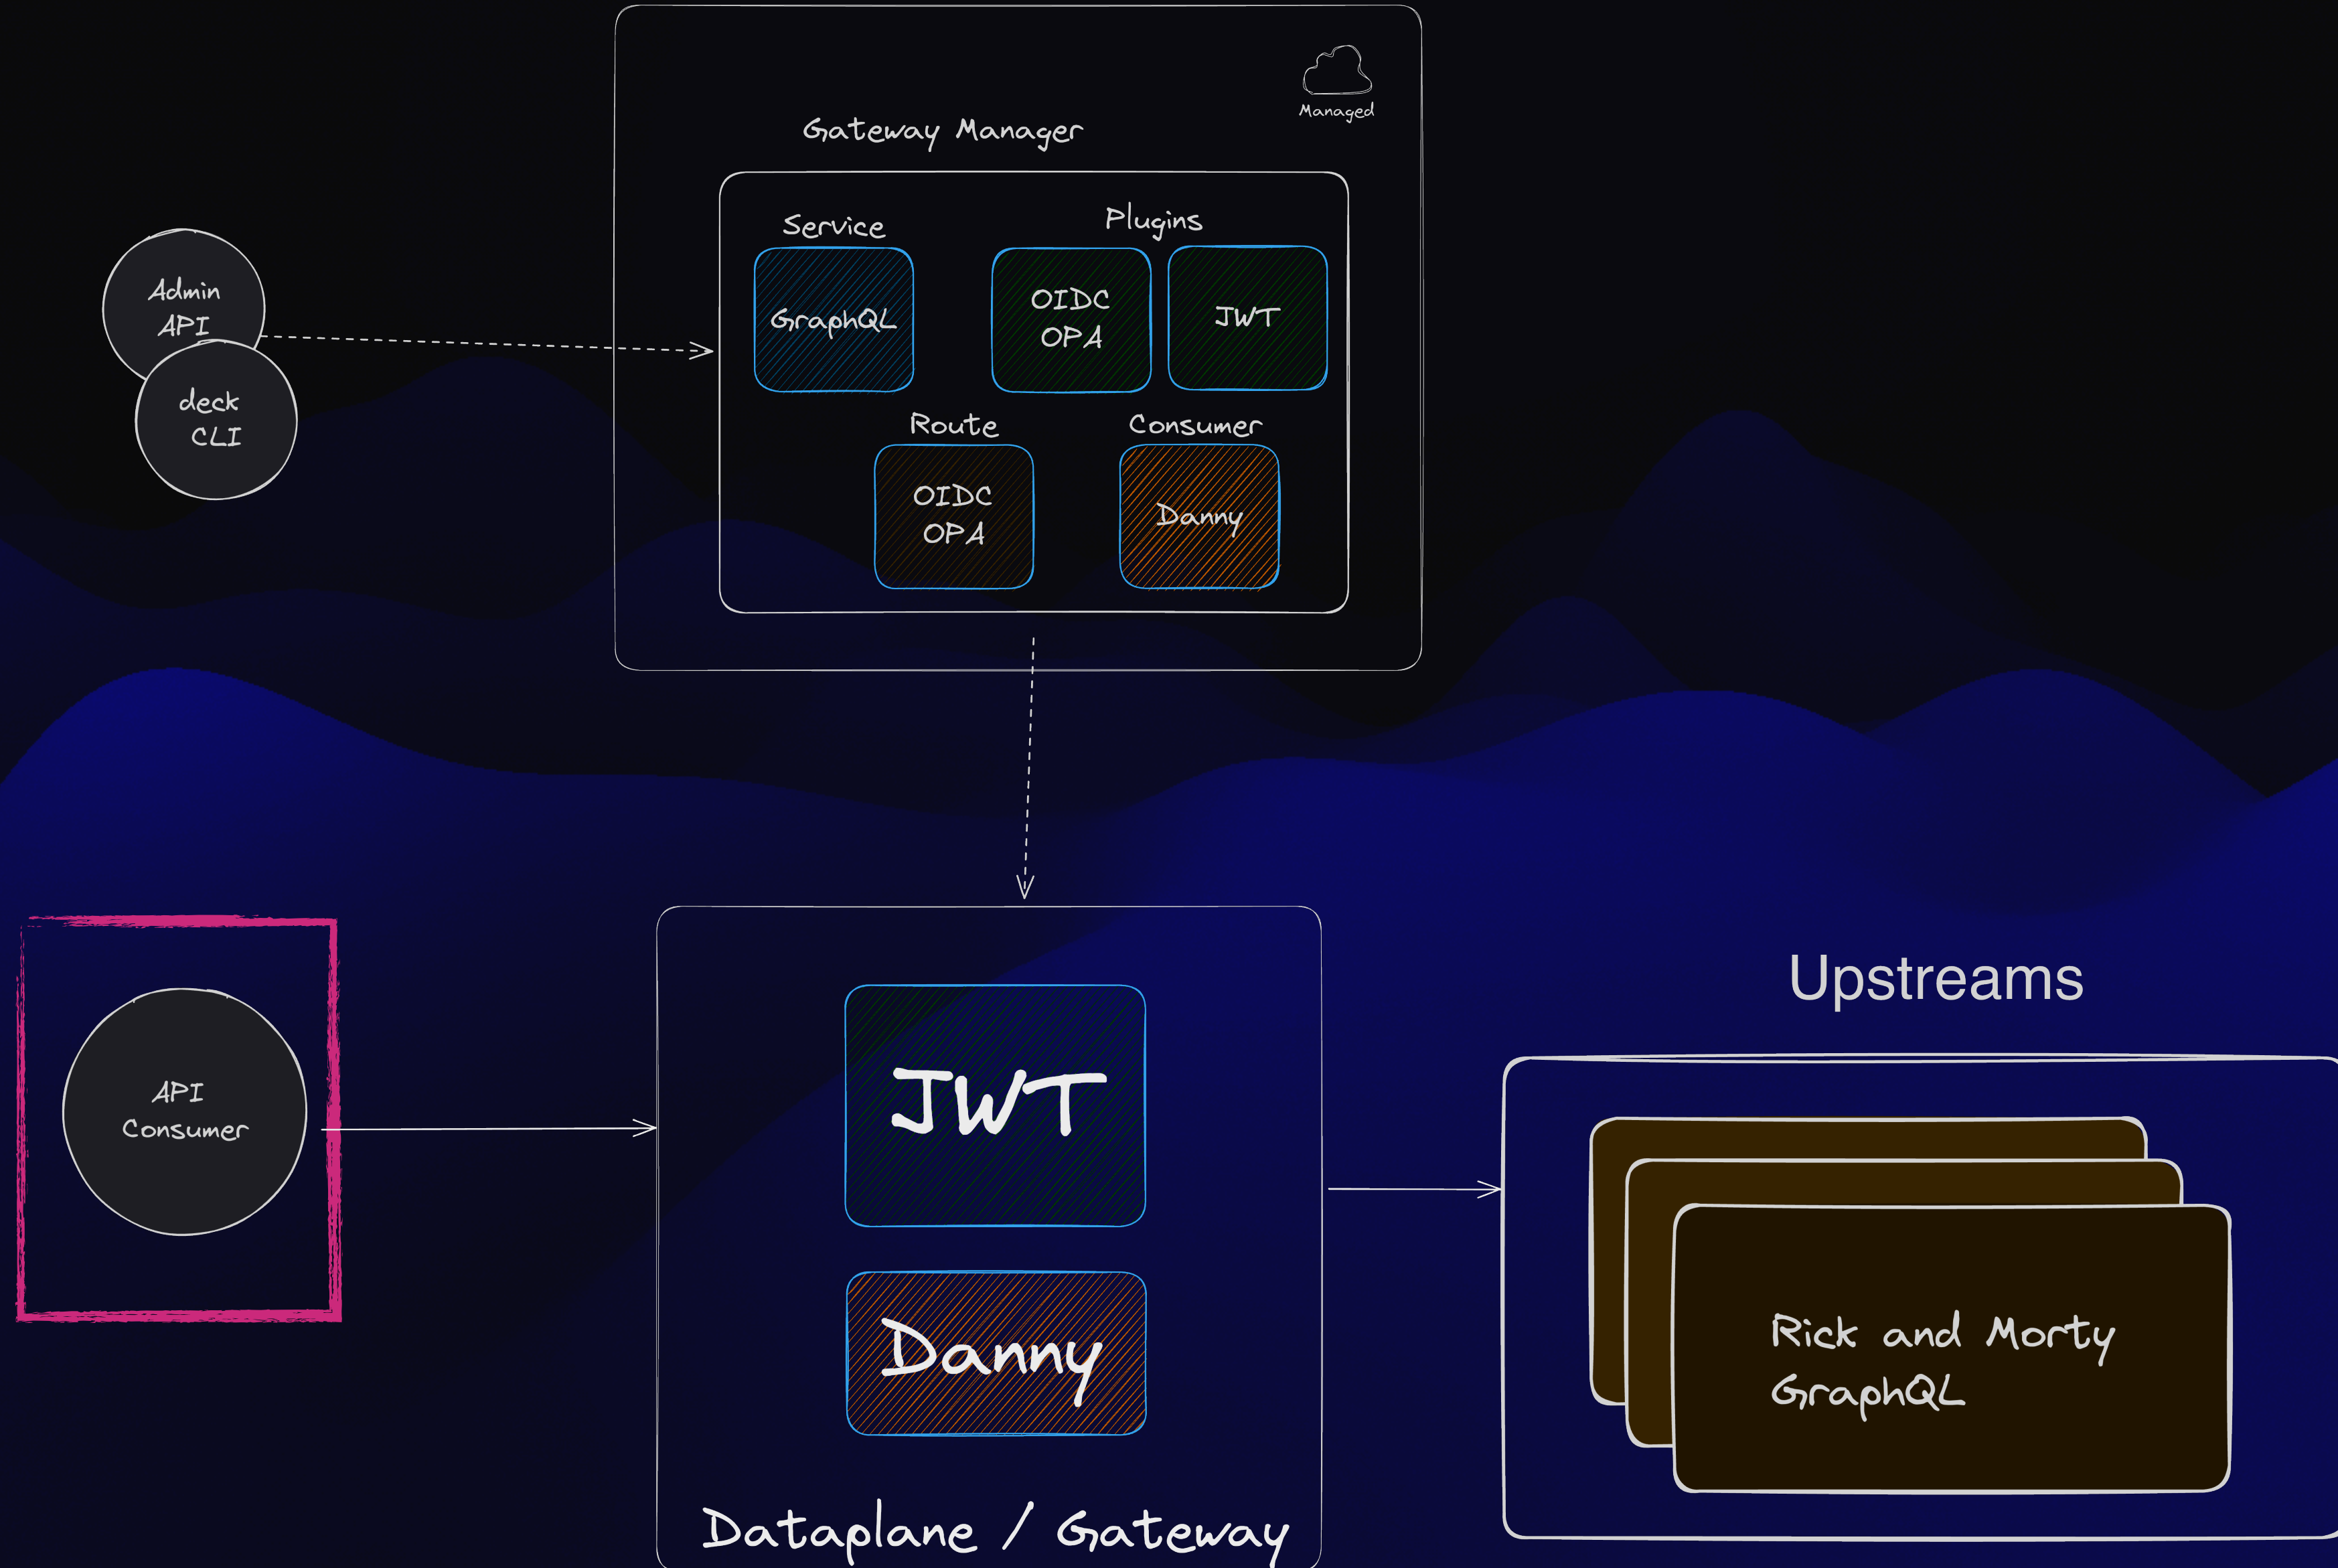 Managed
Gateway Manager
Service
Plugins
GraphQL
OIDC
OPA
JWT
Route
Consumer
OIDC
OPA
Danny
Admin
API
deck
CLI
API
Consumer
JWT
Danny
Dataplane / Gateway
Upstreams
Rick and Morty
GraphQL